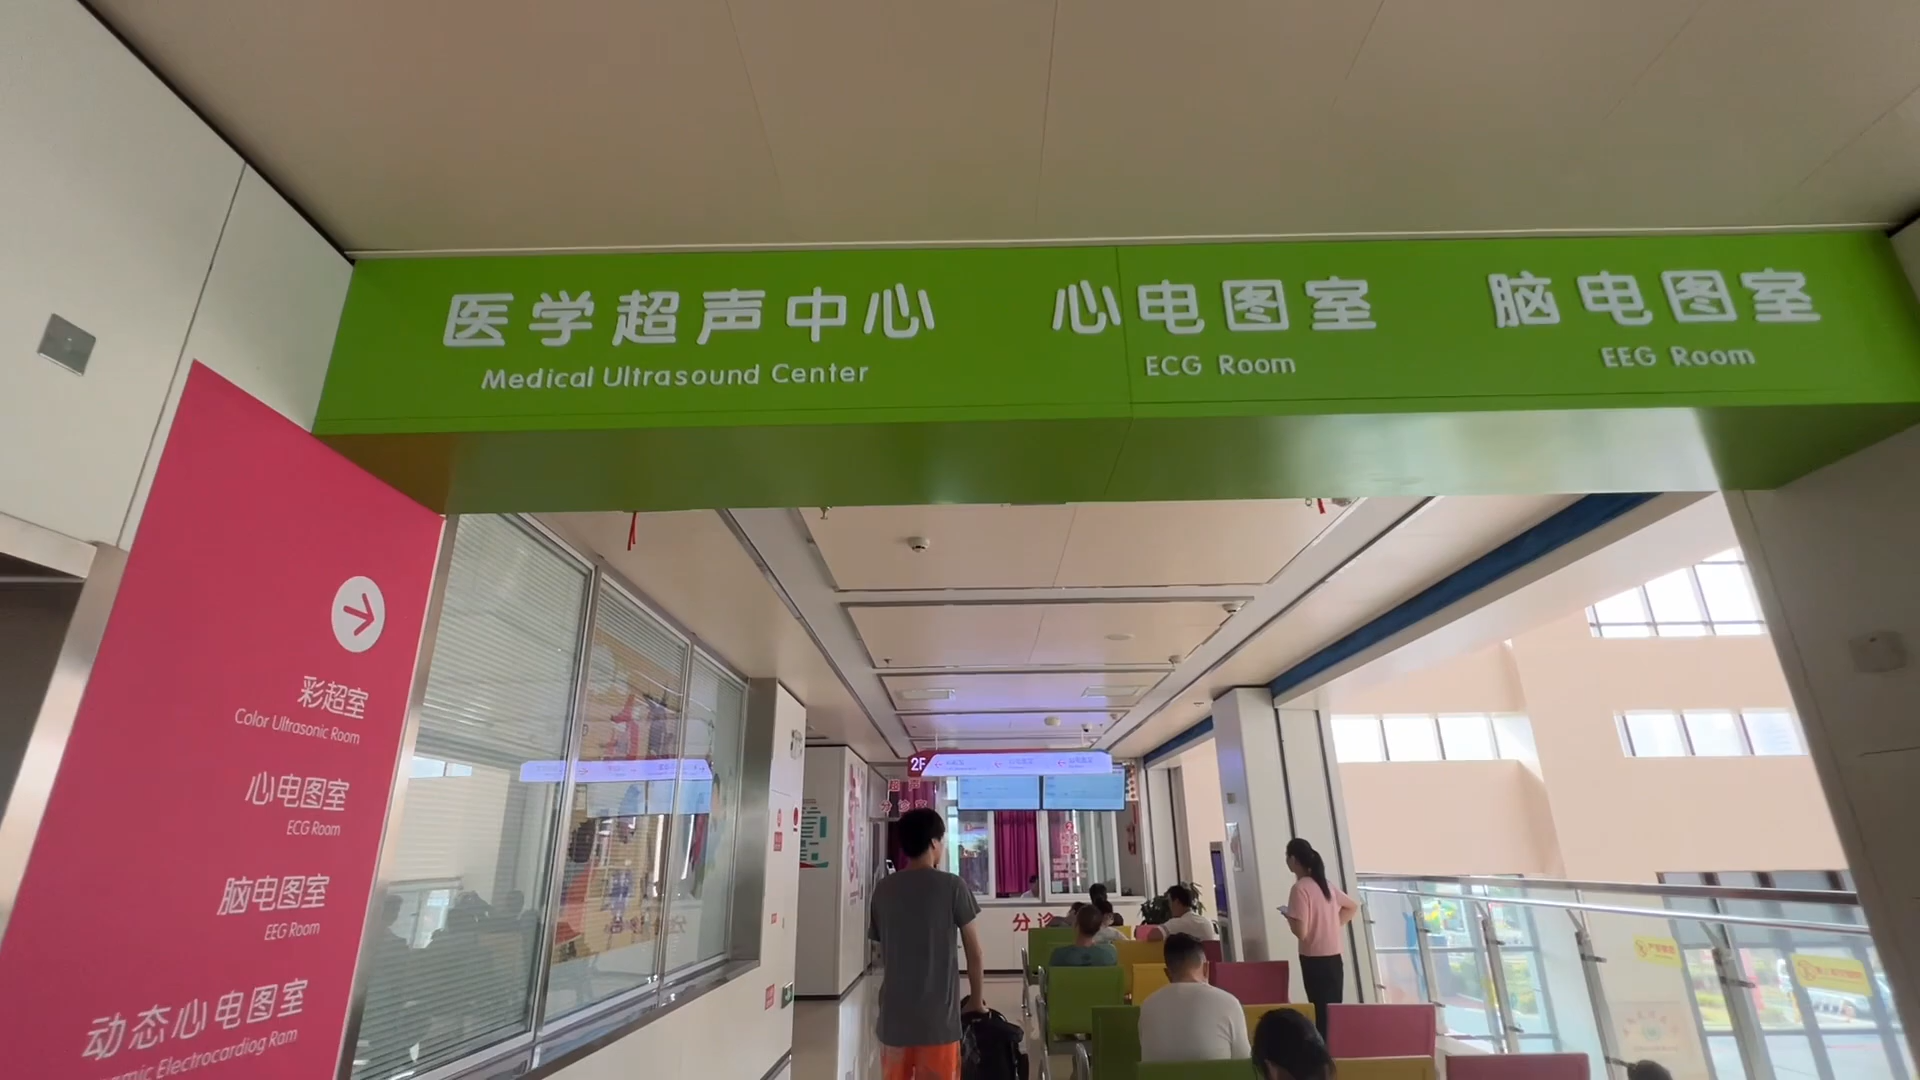 医学超声中心
Medical Ultrasound Center
心电图室
ECG Room
脑电图室
EEG Room
彩超室
Color Ultrasonic Room
心电图室
ECG Room
脑电图室
EEG Room
动态心电图室
Electrocardiog Ram
2F
分诊